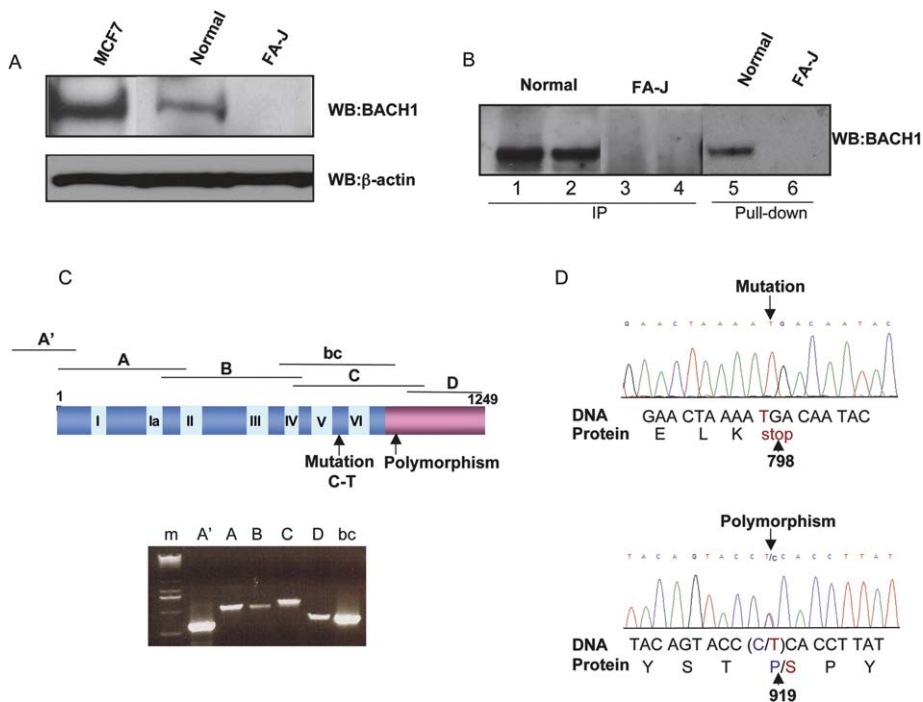 A
MCF7
Normal
FA-J
WB:BACH1
WB:β-actin
B
Normal
FA-J
Normal
FA-J
WB:BACH1
1 2 3 4 5 6
IP
Pull-down
C
A'
A
B
bc
C
D
1
1249
I Ia II III IV V VI
Mutation
C-T
Polymorphism
m A' A B C D bc
D
Mutation
G A A C T A A A A T G A C A A T A C
DNA GAA CTA AAA TGA CAA TAC
Protein E L K stop
798
Polymorphism
T A C A G T A C C T/c C A C C T T A T
DNA TAC AGT ACC (C/T)CA CCT TAT
Protein Y S T P/S P Y
919